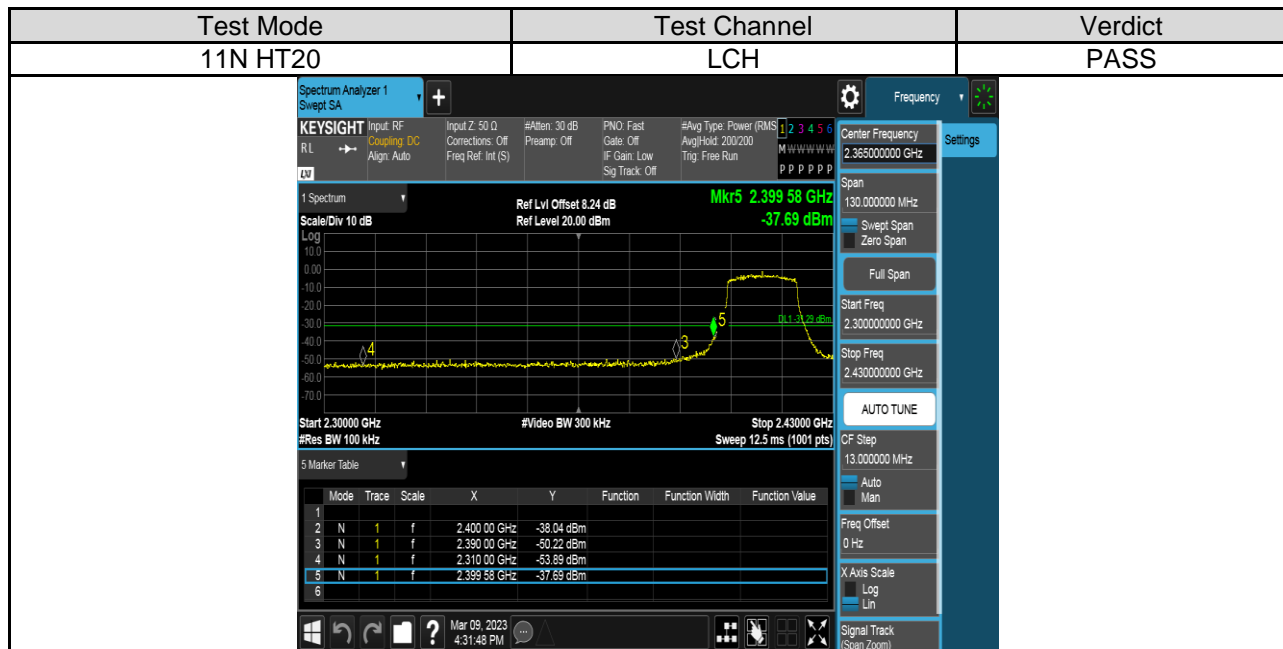 Test Mode Test Channel Verdict
11N HT20 LCH PASS
Spectrum Analyzer 1
Swept SA
Frequency
Settings
KEYSIGHT Input: RF Input Z: 50 Ω #Atten: 30 dB PNO: Fast #Avg Type: Power (RMS 1 2 3 4 5 6
RL Coupling: DC Corrections: Off Preamp: Off Gate: Off Avg|Hold: 200/200 M W W W W W
Align: Auto Freq Ref: Int (S) IF Gain: Low Trig: Free Run
LXI Sig Track: Off P P P P P P
1 Spectrum
Ref Lvl Offset 8.24 dB Mkr5 2.399 58 GHz
Scale/Div 10 dB Ref Level 20.00 dBm -37.69 dBm
Log
10.0
0.00
-10.0
-20.0
-30.0
-40.0
-50.0
-60.0
-70.0
5
3
4
Start 2.30000 GHz #Video BW 300 kHz Stop 2.43000 GHz
#Res BW 100 kHz Sweep 12.5 ms (1001 pts)
5 Marker Table
Mode Trace Scale X Y Function Function Width Function Value
1
2 N 1 f 2.400 00 GHz -38.04 dBm
3 N 1 f 2.390 00 GHz -50.22 dBm
4 N 1 f 2.310 00 GHz -53.89 dBm
5 N 1 f 2.399 58 GHz -37.69 dBm
6
Center Frequency
2.365000000 GHz
Span
130.000000 MHz
Swept Span
Zero Span
Full Span
Start Freq
2.300000000 GHz
Stop Freq
2.430000000 GHz
AUTO TUNE
CF Step
13.000000 MHz
Auto
Man
Freq Offset
0 Hz
X Axis Scale
Log
Lin
Signal Track
(Span Zoom)
? Mar 09, 2023
4:31:48 PM